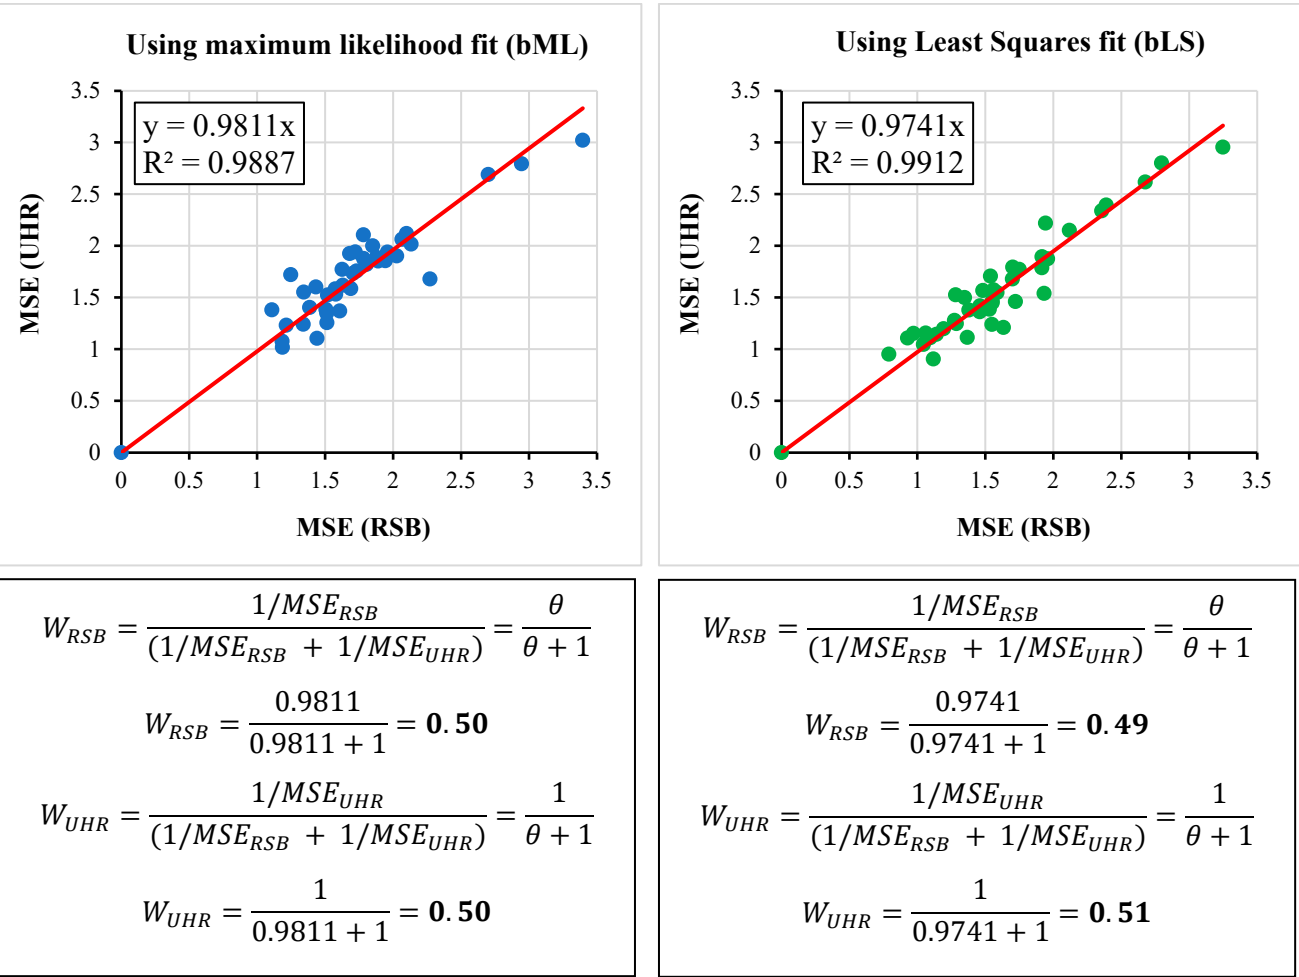 Using maximum likelihood fit (bML)
y = 0.9811x
R² = 0.9887
MSE (UHR)
3.5
3
2.5
2
1.5
1
0.5
0
0 0.5 1 1.5 2 2.5 3 3.5
MSE (RSB)
Using Least Squares fit (bLS)
y = 0.9741x
R² = 0.9912
MSE (UHR)
3.5
3
2.5
2
1.5
1
0.5
0
0 0.5 1 1.5 2 2.5 3 3.5
MSE (RSB)
W_RSB = (1/MSE_RSB) / (1/MSE_RSB + 1/MSE_UHR) = θ / (θ + 1)
W_RSB = 0.9811 / (0.9811 + 1) = 0.50
W_UHR = (1/MSE_UHR) / (1/MSE_RSB + 1/MSE_UHR) = 1 / (θ + 1)
W_UHR = 1 / (0.9811 + 1) = 0.50
W_RSB = (1/MSE_RSB) / (1/MSE_RSB + 1/MSE_UHR) = θ / (θ + 1)
W_RSB = 0.9741 / (0.9741 + 1) = 0.49
W_UHR = (1/MSE_UHR) / (1/MSE_RSB + 1/MSE_UHR) = 1 / (θ + 1)
W_UHR = 1 / (0.9741 + 1) = 0.51